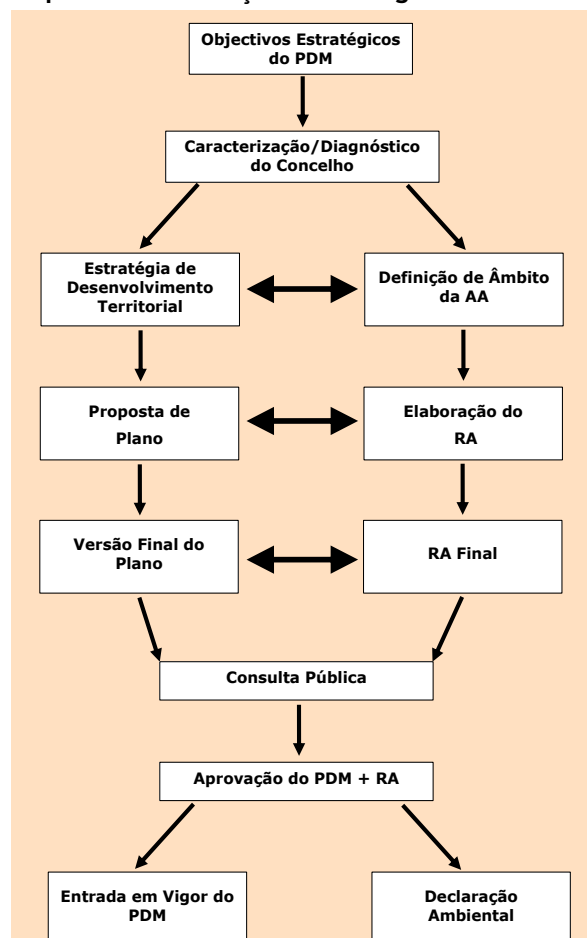 Objectivos Estratégicos
do PDM
Caracterização/Diagnóstico
do Concelho
Estratégia de
Desenvolvimento
Territorial
Definição de Âmbito
da AA
Proposta de
Plano
Elaboração do
RA
Versão Final do
Plano
RA Final
Consulta Pública
Aprovação do PDM + RA
Entrada em Vigor do
PDM
Declaração
Ambiental